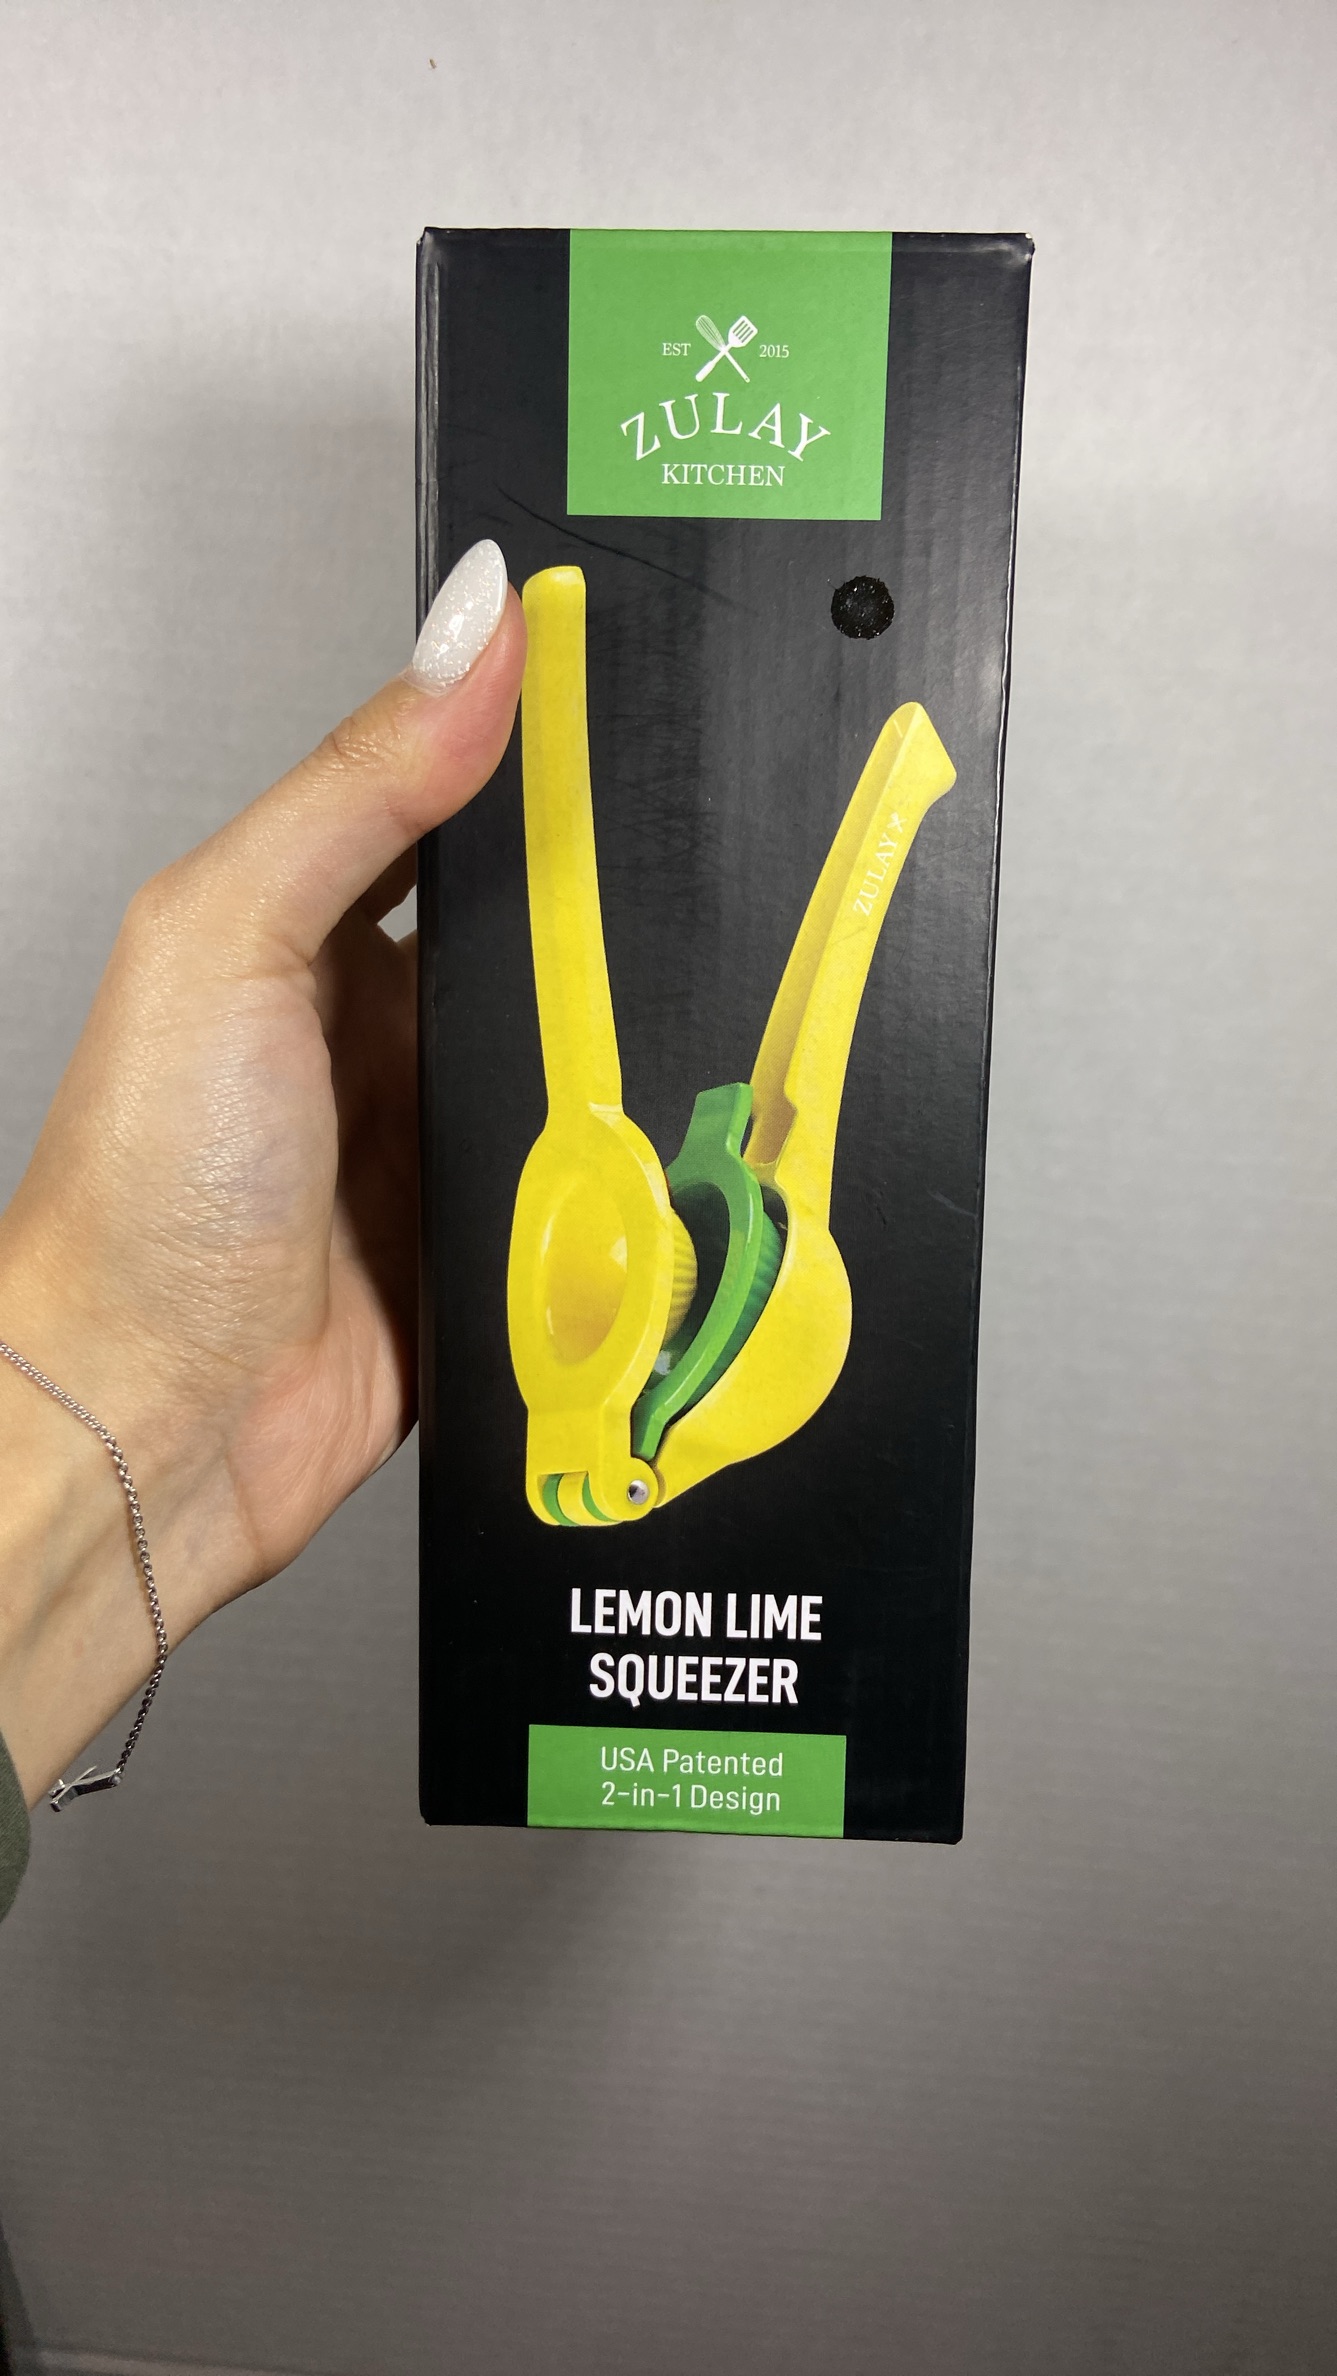 EST 2015
ZULAY
KITCHEN
ZULAY
LEMON LIME
SQUEEZER
USA Patented
2-in-1 Design